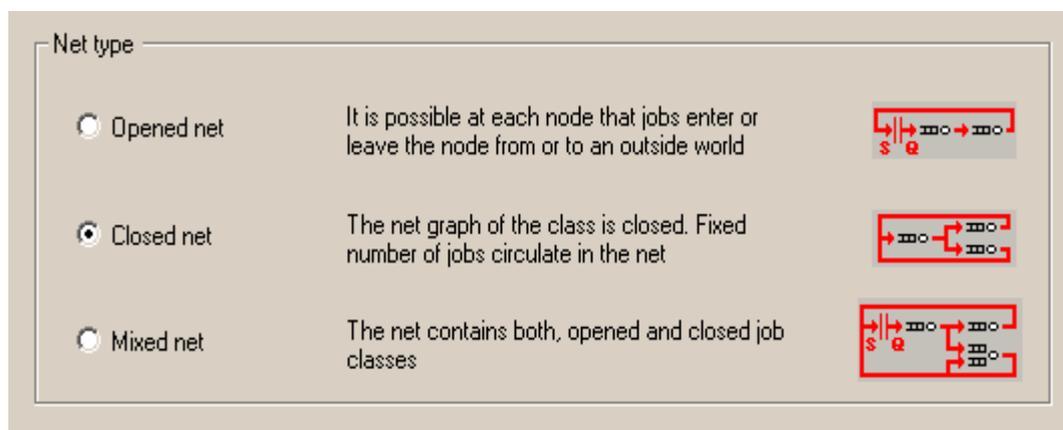 Net type
Opened net
It is possible at each node that jobs enter or
leave the node from or to an outside world
S Q
Closed net
The net graph of the class is closed. Fixed
number of jobs circulate in the net
Mixed net
The net contains both, opened and closed job
classes
S Q